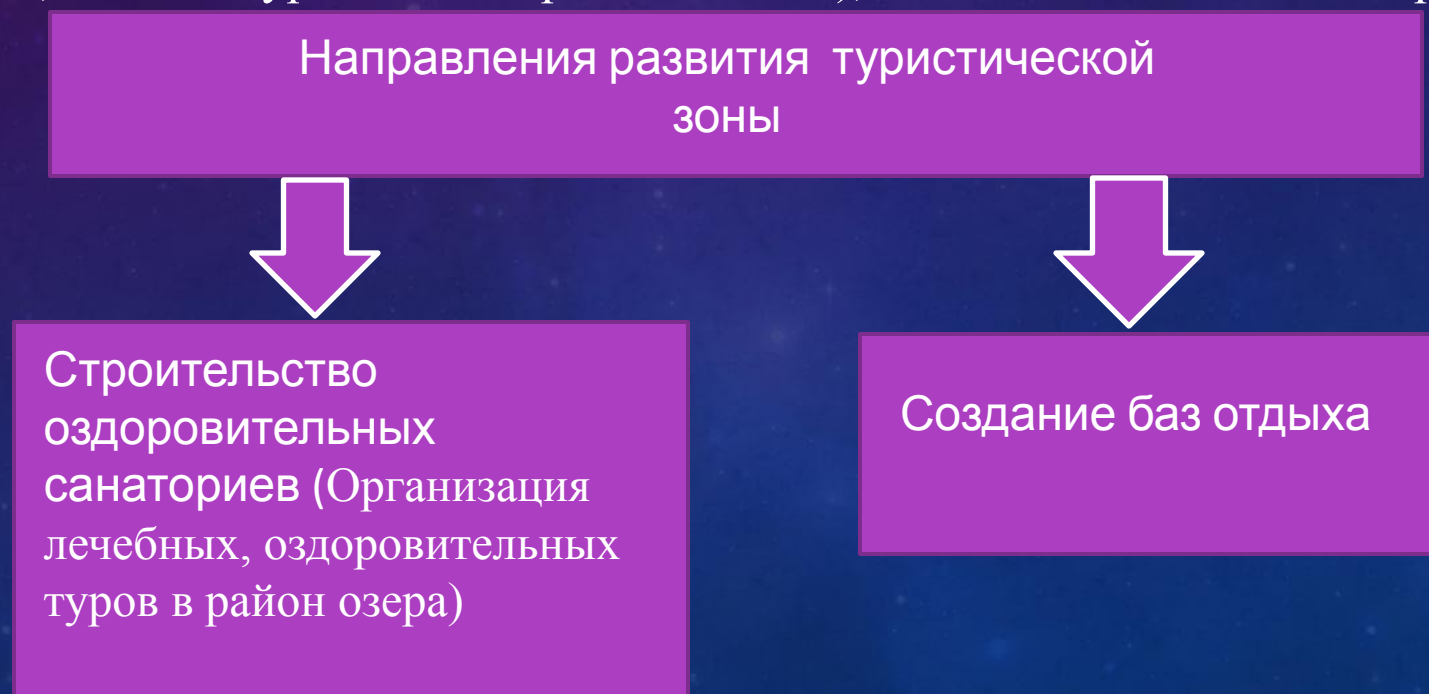 Направления развития туристической
зоны
Строительство
оздоровительных
санаториев (Организация
лечебных, оздоровительных
туров в район озера)
Создание баз отдыха